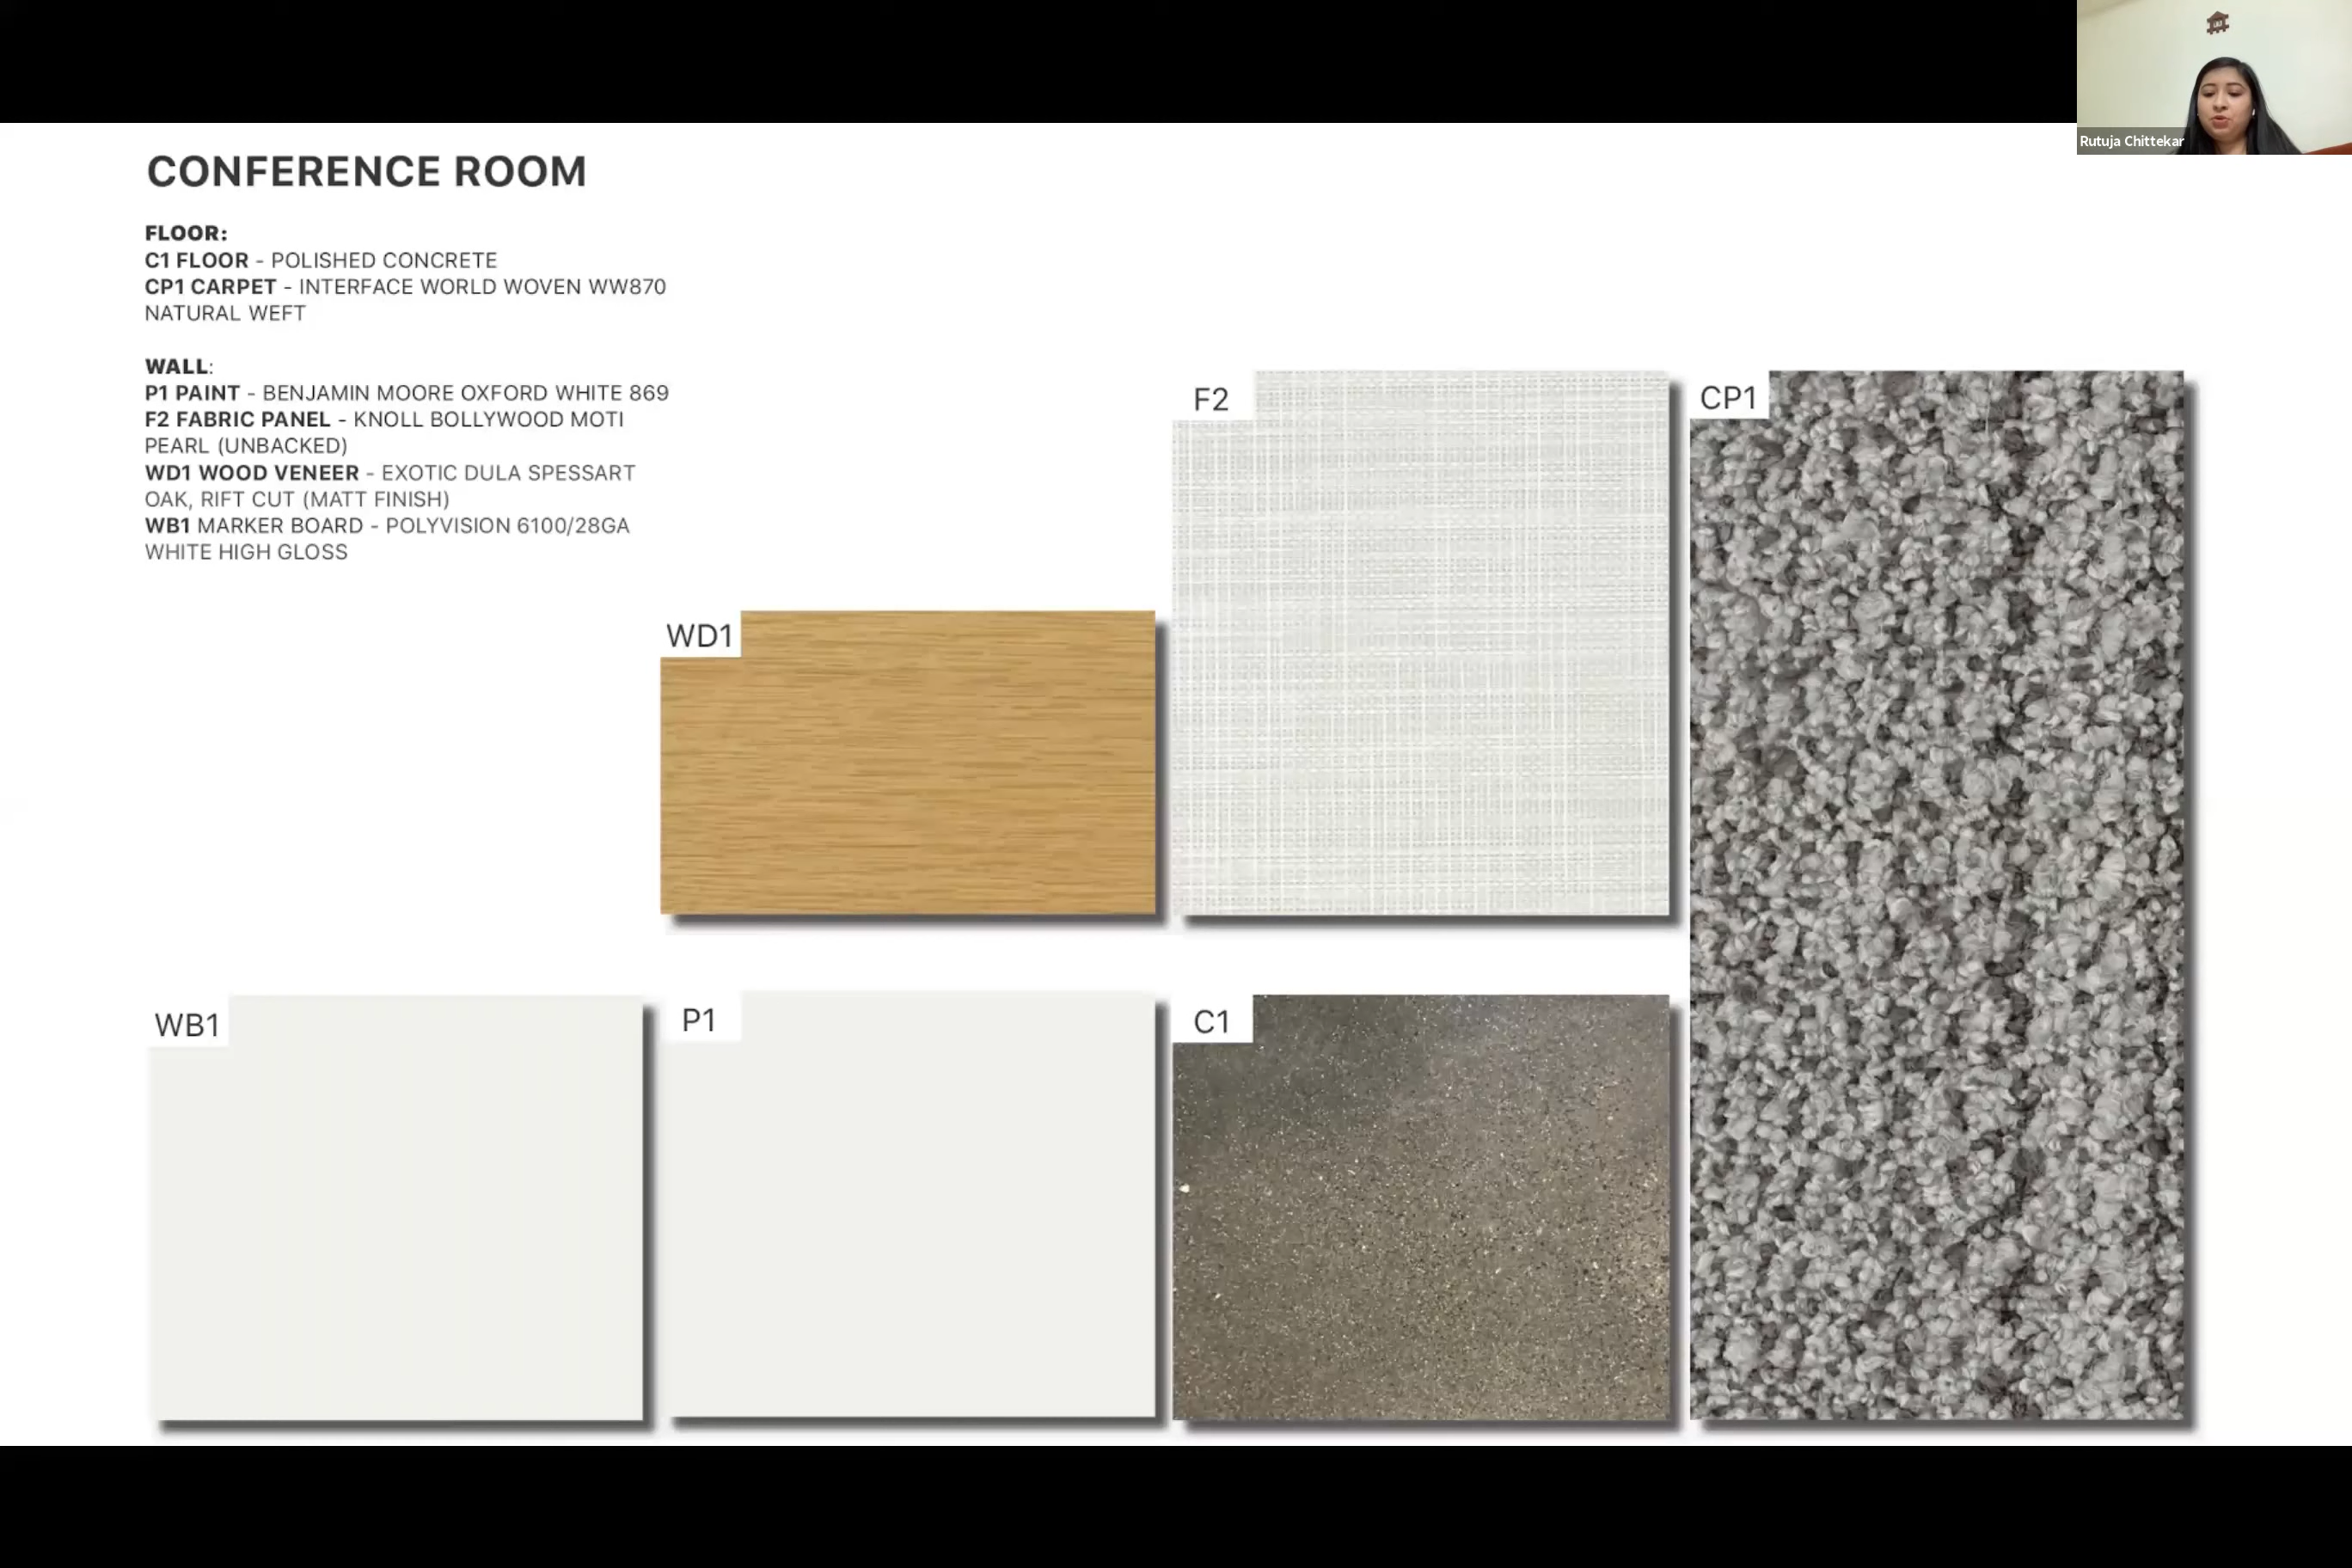 Rutuja Chittekar
CONFERENCE ROOM
FLOOR:
C1 FLOOR - POLISHED CONCRETE
CP1 CARPET - INTERFACE WORLD WOVEN WW870
NATURAL WEFT
WALL:
P1 PAINT - BENJAMIN MOORE OXFORD WHITE 869
F2 FABRIC PANEL - KNOLL BOLLYWOOD MOTI
PEARL (UNBACKED)
WD1 WOOD VENEER - EXOTIC DULA SPESSART
OAK, RIFT CUT (MATT FINISH)
WB1 MARKER BOARD - POLYVISION 6100/28GA
WHITE HIGH GLOSS
F2
CP1
WD1
WB1
P1
C1